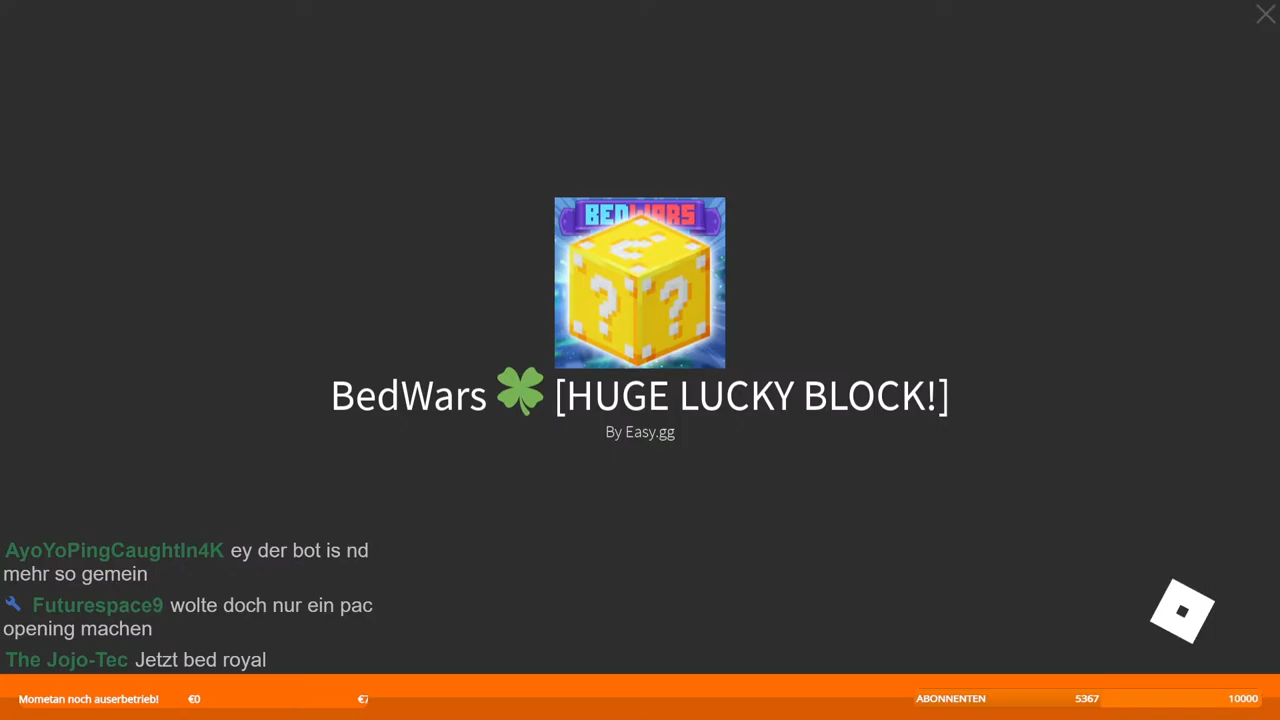 BEDWARS
BedWars 🍀 [HUGE LUCKY BLOCK!]
By Easy.gg
AyoYoPingCaughtIn4K ey der bot is nd
mehr so gemein
Futurespace9 wolte doch nur ein pac
opening machen
The Jojo-Tec Jetzt bed royal
Mometan noch auserbetrieb! €0 €7
ABONNENTEN 5367 10000